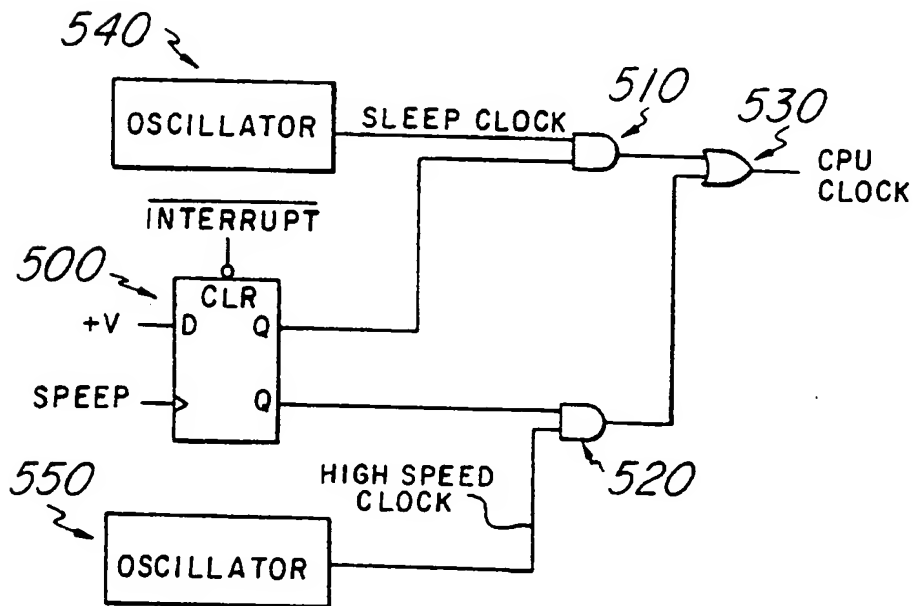 540
510
530
OSCILLATOR
SLEEP CLOCK
CPU
CLOCK
INTERRUPT
500
CLR
+V
D
Q
SPEEP
Q
520
550
HIGH SPEED
CLOCK
OSCILLATOR